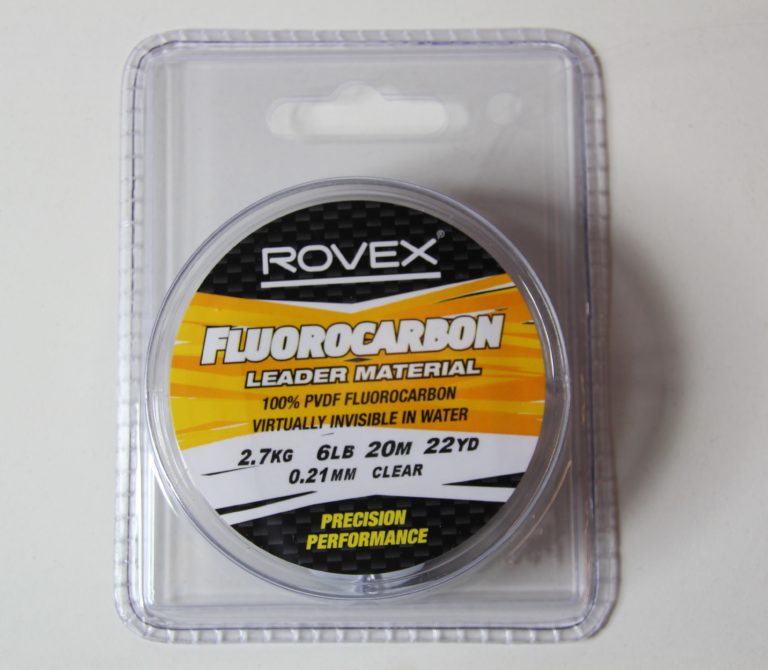 ROVEX®
FLUOROCARBON
LEADER MATERIAL
100% PVDF FLUOROCARBON
VIRTUALLY INVISIBLE IN WATER
2.7KG 6LB 20M 22YD
0.21MM CLEAR
PRECISION
PERFORMANCE